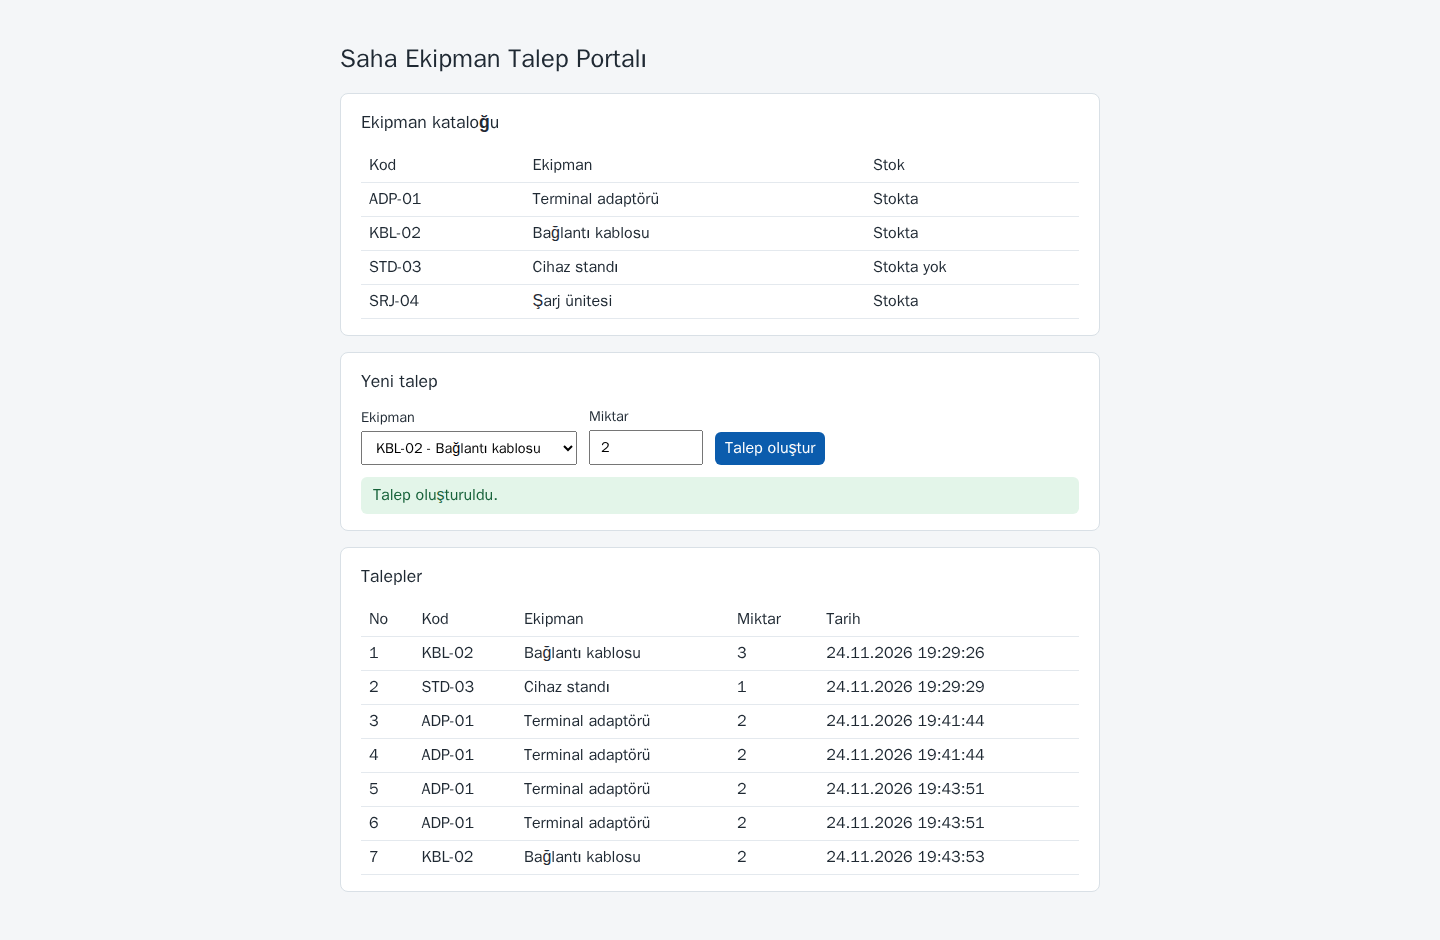 Saha Ekipman Talep Portalı
Ekipman kataloğu
Kod Ekipman Stok
ADP-01 Terminal adaptörü Stokta
KBL-02 Bağlantı kablosu Stokta
STD-03 Cihaz standı Stokta yok
SRJ-04 Şarj ünitesi Stokta
Yeni talep
Ekipman Miktar
KBL-02 - Bağlantı kablosu 2 Talep oluştur
Talep oluşturuldu.
Talepler
No Kod Ekipman Miktar Tarih
1 KBL-02 Bağlantı kablosu 3 24.11.2026 19:29:26
2 STD-03 Cihaz standı 1 24.11.2026 19:29:29
3 ADP-01 Terminal adaptörü 2 24.11.2026 19:41:44
4 ADP-01 Terminal adaptörü 2 24.11.2026 19:41:44
5 ADP-01 Terminal adaptörü 2 24.11.2026 19:43:51
6 ADP-01 Terminal adaptörü 2 24.11.2026 19:43:51
7 KBL-02 Bağlantı kablosu 2 24.11.2026 19:43:53